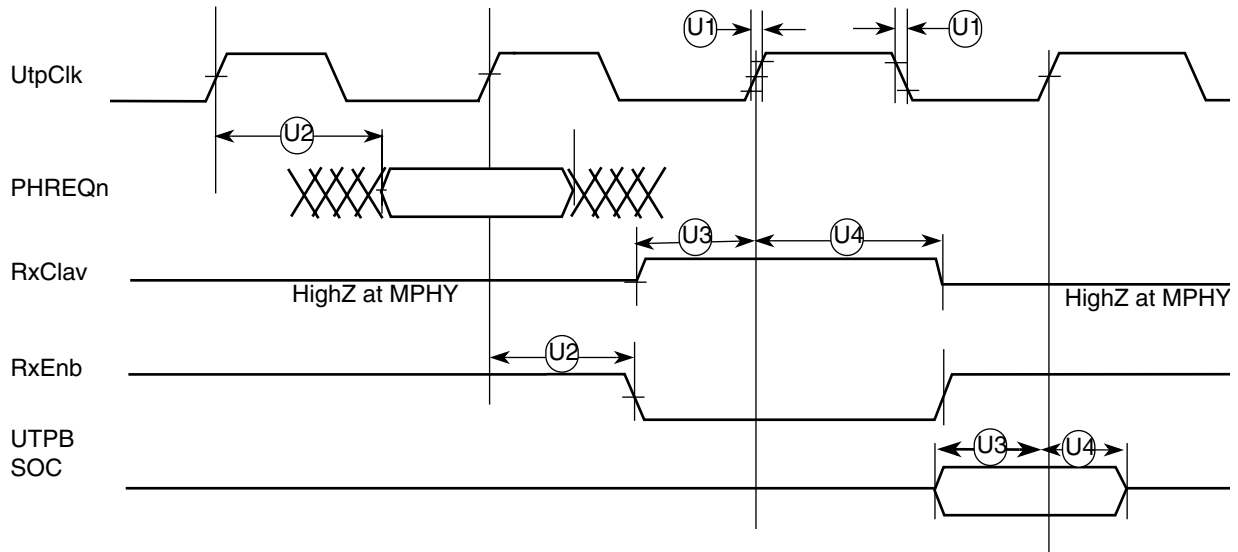 U1 U1
UtpClk
U2
PHREQn
U3 U4
RxClav
HighZ at MPHY HighZ at MPHY
U2
RxEnb
UTPB
U3 U4
SOC